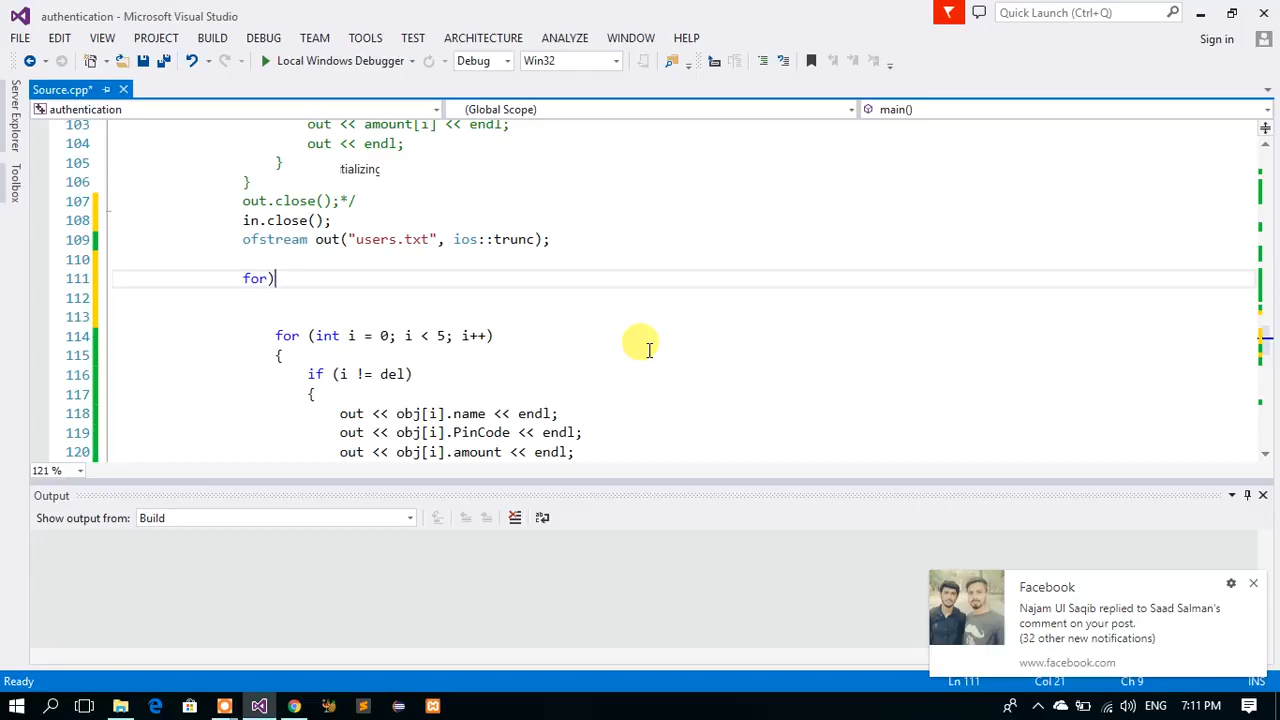 authentication - Microsoft Visual Studio
Quick Launch (Ctrl+Q)
FILE EDIT VIEW PROJECT BUILD DEBUG TEAM TOOLS TEST ARCHITECTURE ANALYZE WINDOW HELP
Sign in
Local Windows Debugger Debug Win32
Server Explorer
Toolbox
Source.cpp*
authentication (Global Scope) main()
103 out << amount[i] << endl;
104 out << endl;
105 }
tializing
106 }
107 out.close();*/
108 in.close();
109 ofstream out("users.txt", ios::trunc);
110
111 for)
112
113
114 for (int i = 0; i < 5; i++)
115 {
116 if (i != del)
117 {
118 out << obj[i].name << endl;
119 out << obj[i].PinCode << endl;
120 out << obj[i].amount << endl;
121 %
Output
Show output from: Build
Facebook
Najam Ul Saqib replied to Saad Salman's
comment on your post.
(32 other new notifications)
www.facebook.com
Ready Ln 111 Col 21 Ch 9 INS
ENG 7:11 PM